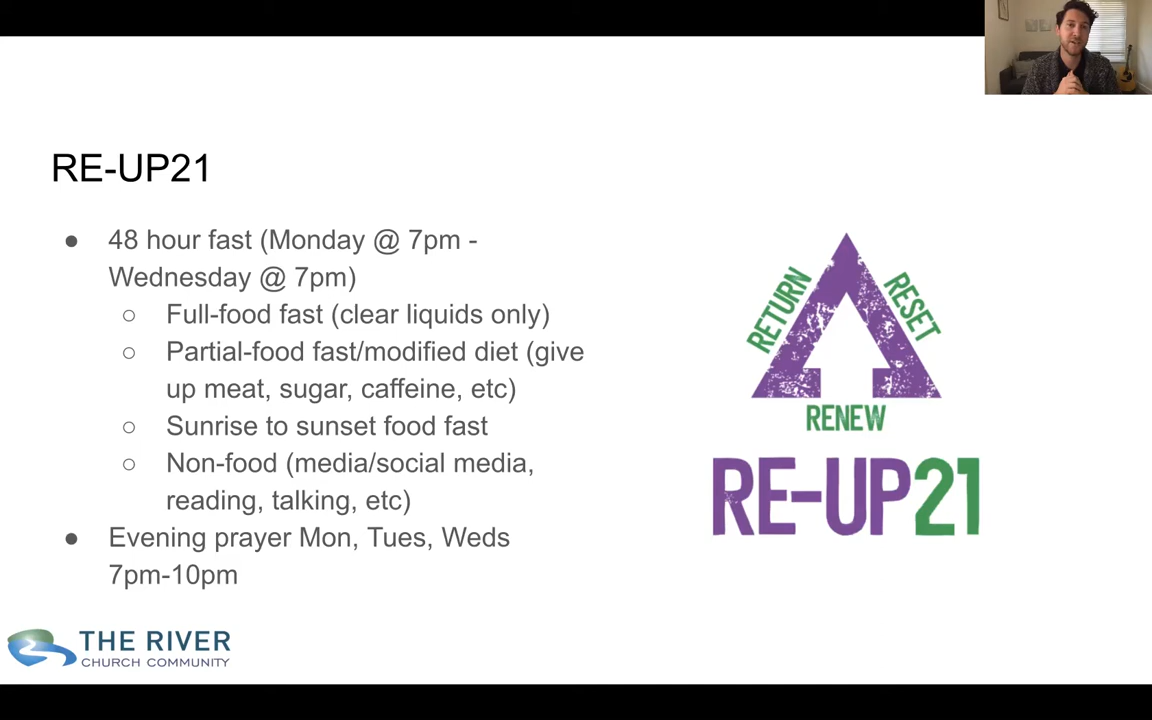 RE-UP21
● 48 hour fast (Monday @ 7pm -
Wednesday @ 7pm)
○ Full-food fast (clear liquids only)
○ Partial-food fast/modified diet (give
up meat, sugar, caffeine, etc)
○ Sunrise to sunset food fast
○ Non-food (media/social media,
reading, talking, etc)
● Evening prayer Mon, Tues, Weds
7pm-10pm
RETURN
RESET
RENEW
RE-UP21
THE RIVER
CHURCH COMMUNITY